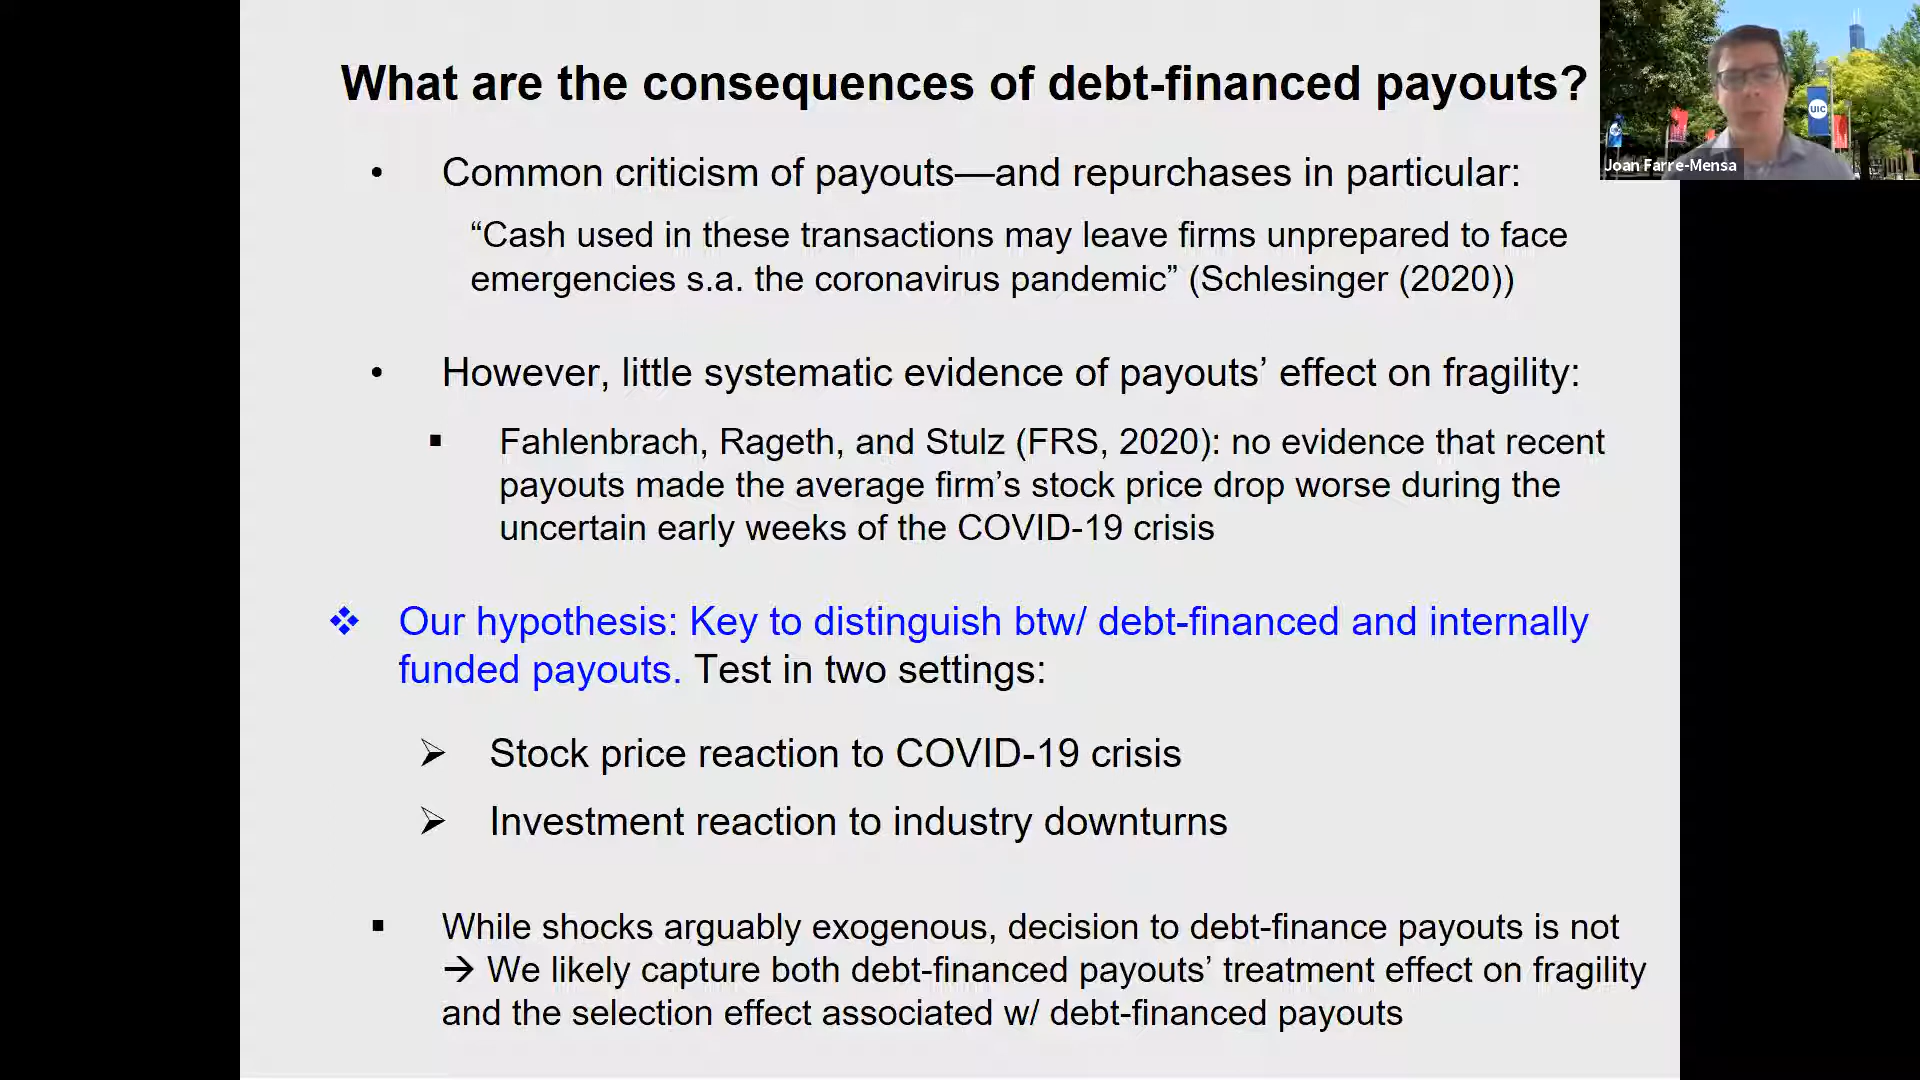 What are the consequences of debt-financed payouts?
• Common criticism of payouts—and repurchases in particular:
“Cash used in these transactions may leave firms unprepared to face
emergencies s.a. the coronavirus pandemic” (Schlesinger (2020))
• However, little systematic evidence of payouts’ effect on fragility:
▪ Fahlenbrach, Rageth, and Stulz (FRS, 2020): no evidence that recent
payouts made the average firm’s stock price drop worse during the
uncertain early weeks of the COVID-19 crisis
❖ Our hypothesis: Key to distinguish btw/ debt-financed and internally
funded payouts. Test in two settings:
➢ Stock price reaction to COVID-19 crisis
➢ Investment reaction to industry downturns
▪ While shocks arguably exogenous, decision to debt-finance payouts is not
→ We likely capture both debt-financed payouts’ treatment effect on fragility
and the selection effect associated w/ debt-financed payouts
UIC
Joan Farre-Mensa